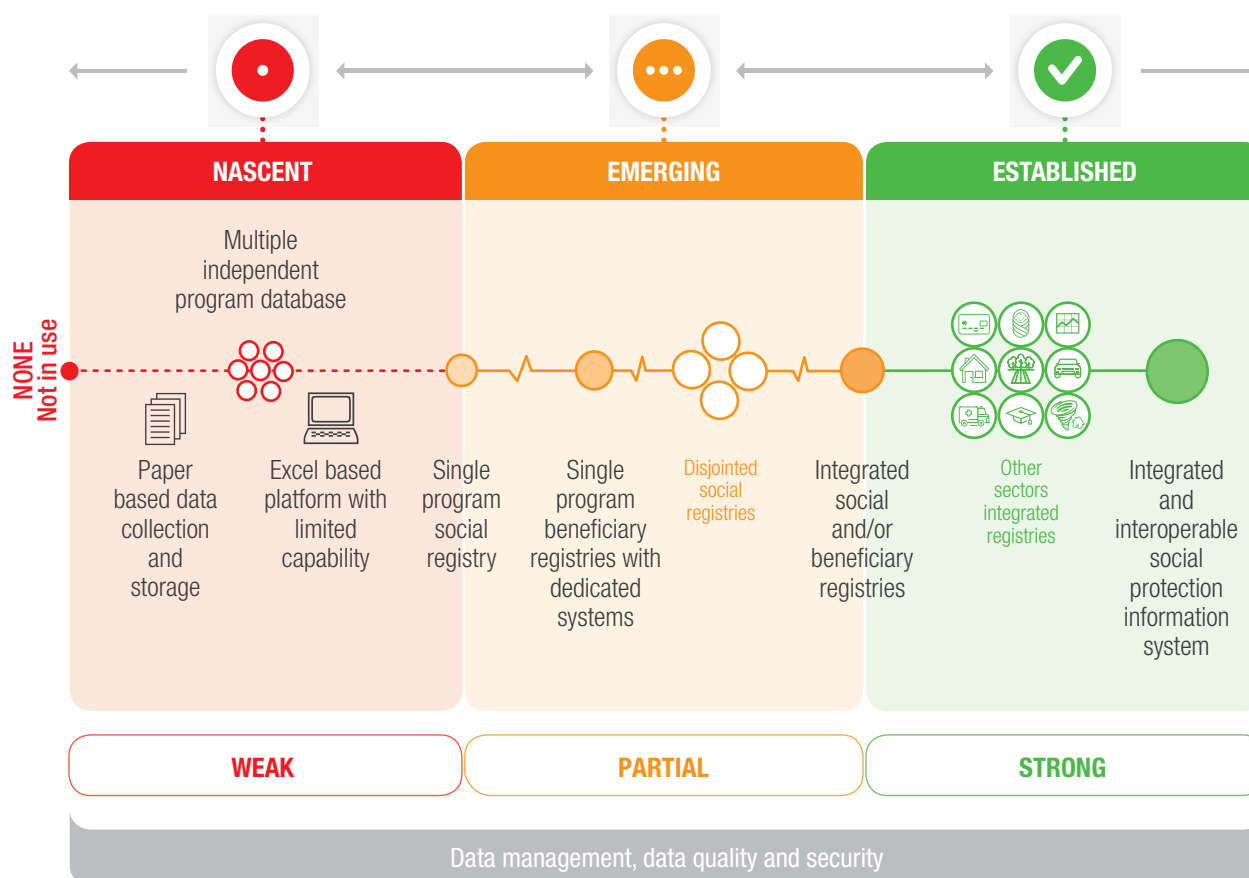 NASCENT
EMERGING
ESTABLISHED
NONE
Not in use
Multiple
independent
program database
Paper
based data
collection
and
storage
Excel based
platform with
limited
capability
Single
program
social
registry
Single
program
beneficiary
registries with
dedicated
systems
Disjointed
social
registries
Integrated
social
and/or
beneficiary
registries
Other
sectors
integrated
registries
Integrated
and
interoperable
social
protection
information
system
WEAK
PARTIAL
STRONG
Data management, data quality and security